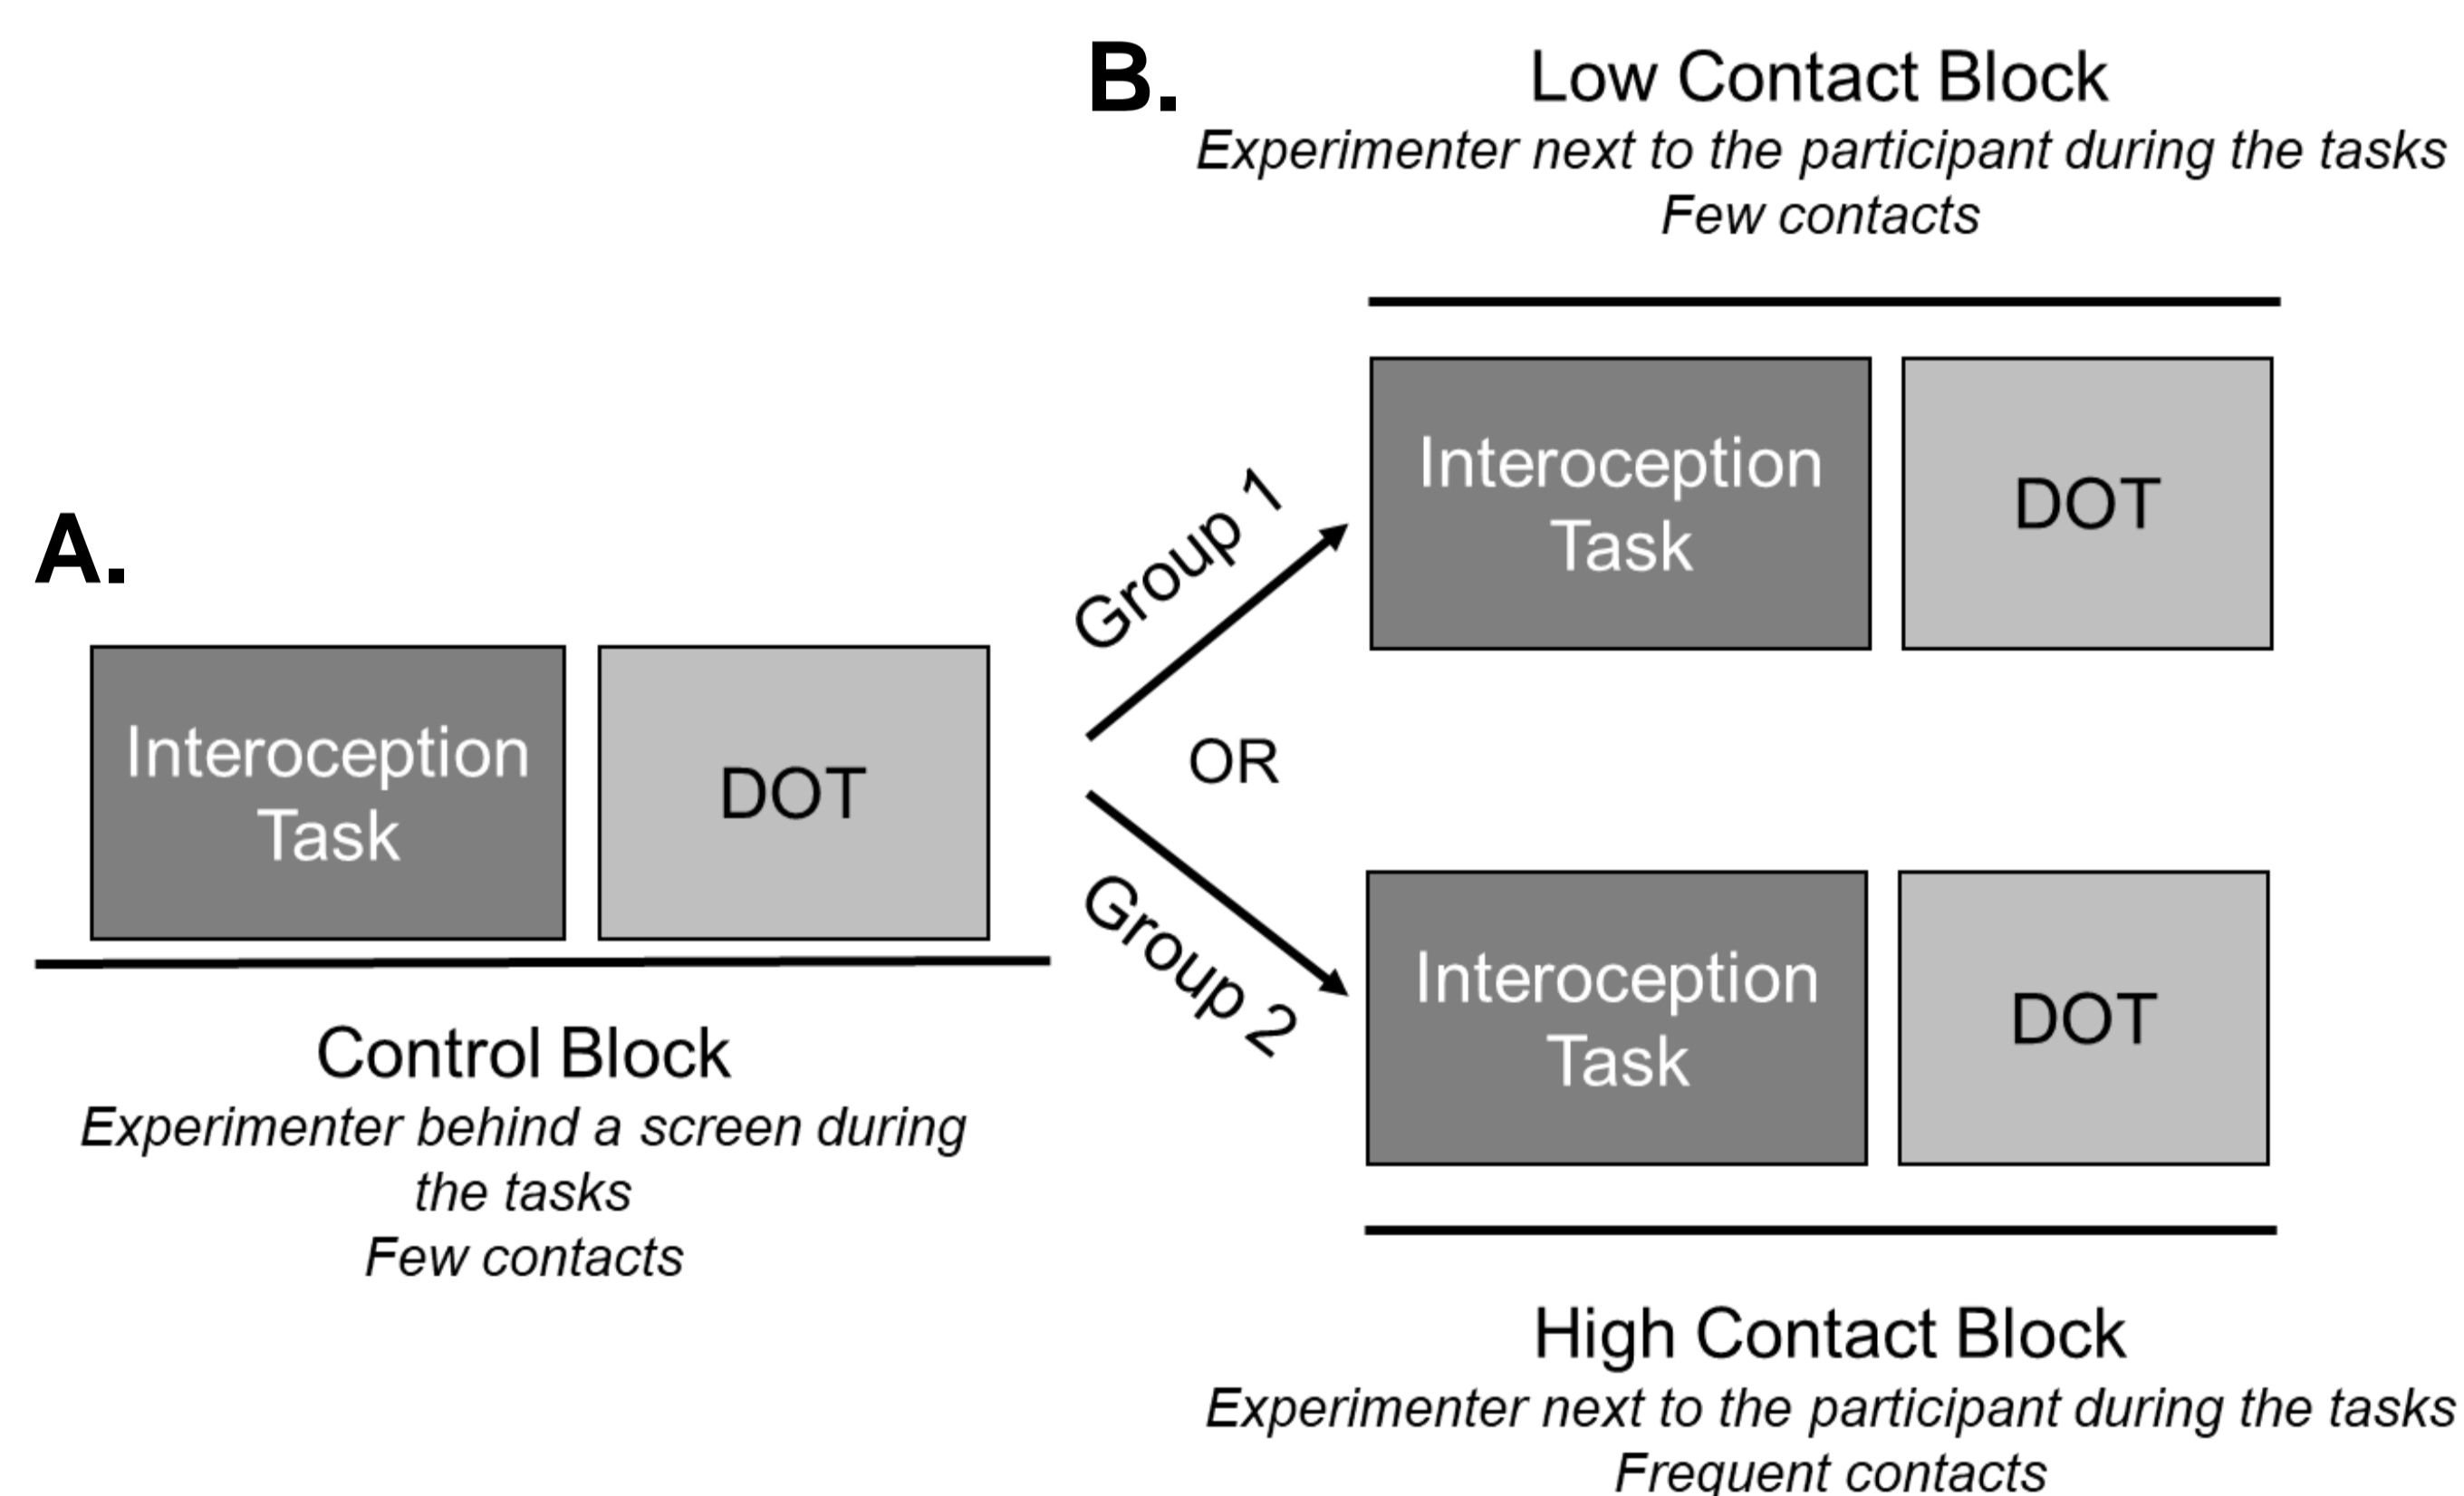 A.
Interoception
Task
DOT
Control Block
Experimenter behind a screen during
the tasks
Few contacts
Group 1
OR
Group 2
B.
Low Contact Block
Experimenter next to the participant during the tasks
Few contacts
Interoception
Task
DOT
Interoception
Task
DOT
High Contact Block
Experimenter next to the participant during the tasks
Frequent contacts